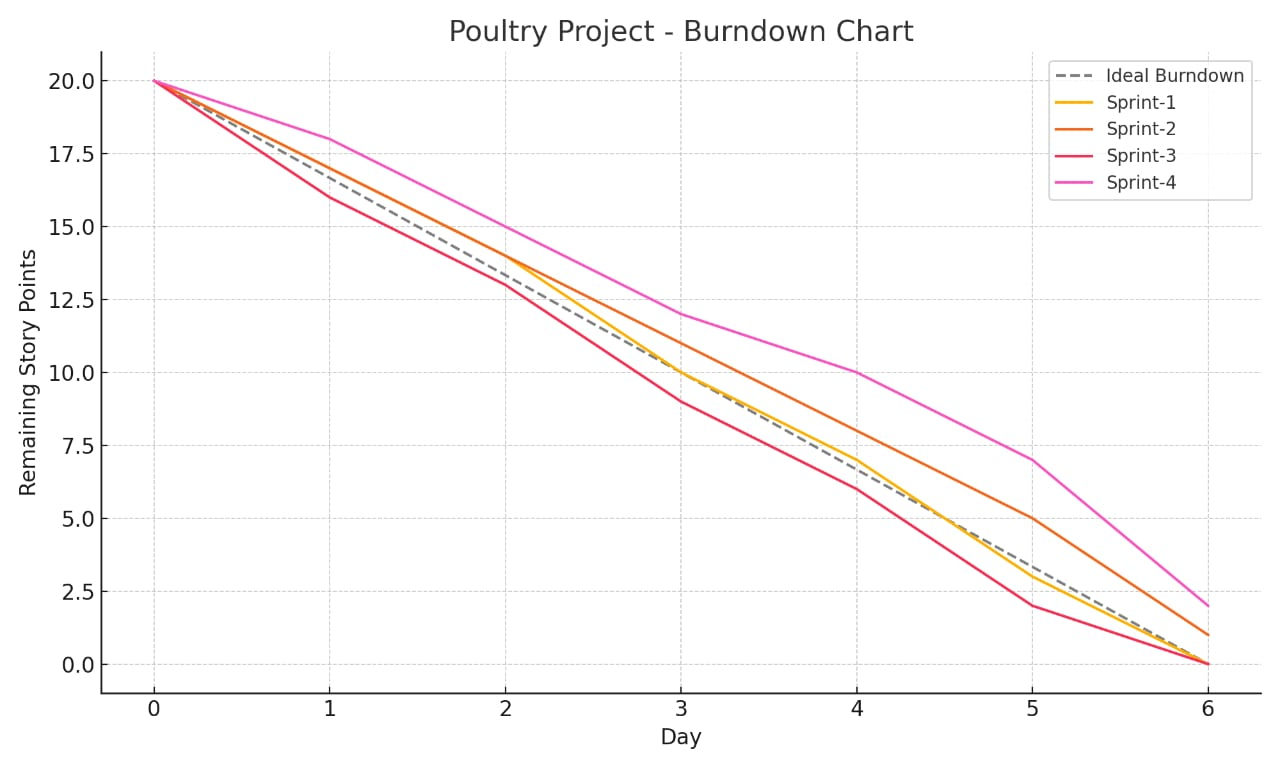 Poultry Project - Burndown Chart
Ideal Burndown
Sprint-1
Sprint-2
Sprint-3
Sprint-4
Remaining Story Points
20.0
17.5
15.0
12.5
10.0
7.5
5.0
2.5
0.0
0 1 2 3 4 5 6
Day